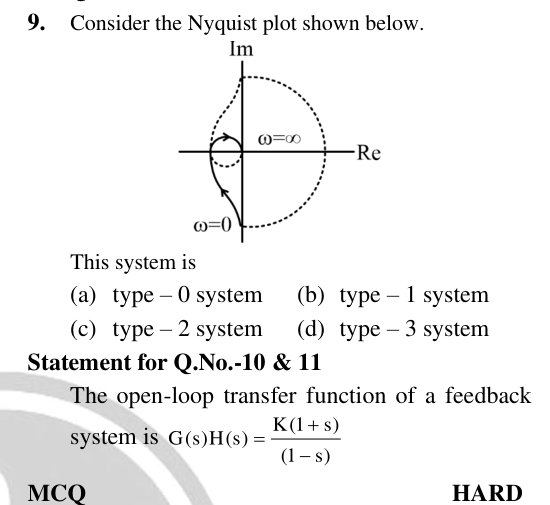 9. Consider the Nyquist plot shown below.
Im
ω=∞
Re
ω=0
This system is
(a) type – 0 system (b) type – 1 system
(c) type – 2 system (d) type – 3 system
Statement for Q.No.-10 & 11
The open-loop transfer function of a feedback
system is G(s)H(s) = K(1+s)/(1–s)
MCQ HARD